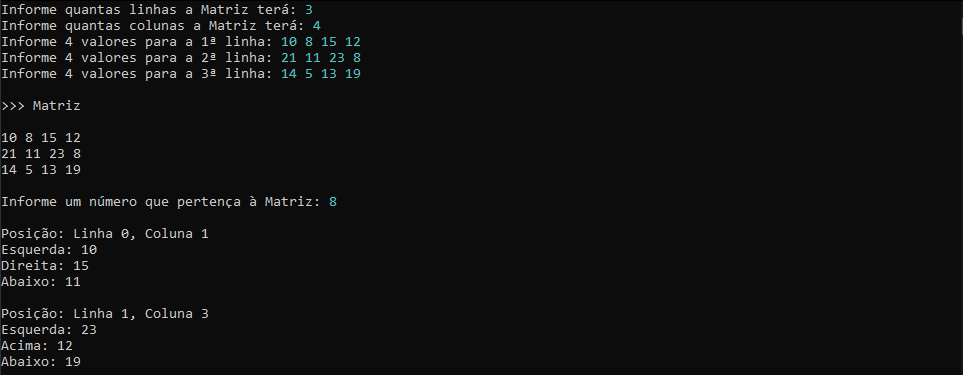 Informe quantas linhas a Matriz terá: 3
Informe quantas colunas a Matriz terá: 4
Informe 4 valores para a 1ª linha: 10 8 15 12
Informe 4 valores para a 2ª linha: 21 11 23 8
Informe 4 valores para a 3ª linha: 14 5 13 19
>>> Matriz
10 8 15 12
21 11 23 8
14 5 13 19
Informe um número que pertença à Matriz: 8
Posição: Linha 0, Coluna 1
Esquerda: 10
Direita: 15
Abaixo: 11
Posição: Linha 1, Coluna 3
Esquerda: 23
Acima: 12
Abaixo: 19